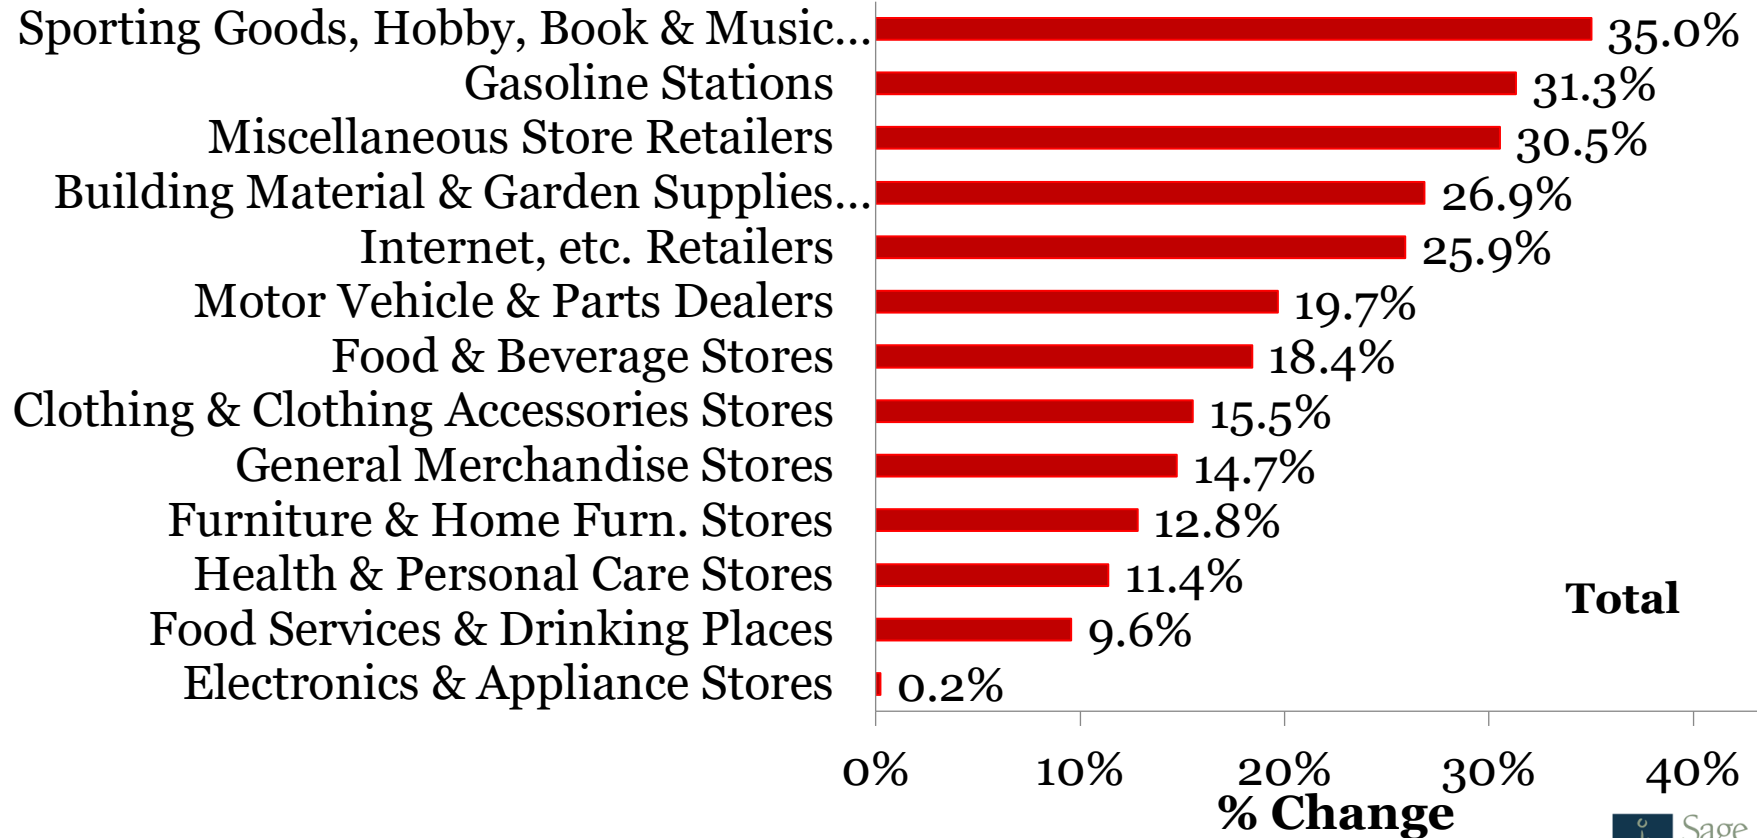 Sporting Goods, Hobby, Book & Music... 35.0%
Gasoline Stations 31.3%
Miscellaneous Store Retailers 30.5%
Building Material & Garden Supplies... 26.9%
Internet, etc. Retailers 25.9%
Motor Vehicle & Parts Dealers 19.7%
Food & Beverage Stores 18.4%
Clothing & Clothing Accessories Stores 15.5%
General Merchandise Stores 14.7%
Furniture & Home Furn. Stores 12.8%
Health & Personal Care Stores 11.4%
Total
Food Services & Drinking Places 9.6%
Electronics & Appliance Stores 0.2%
0% 10% 20% 30% 40%
% Change
Sage